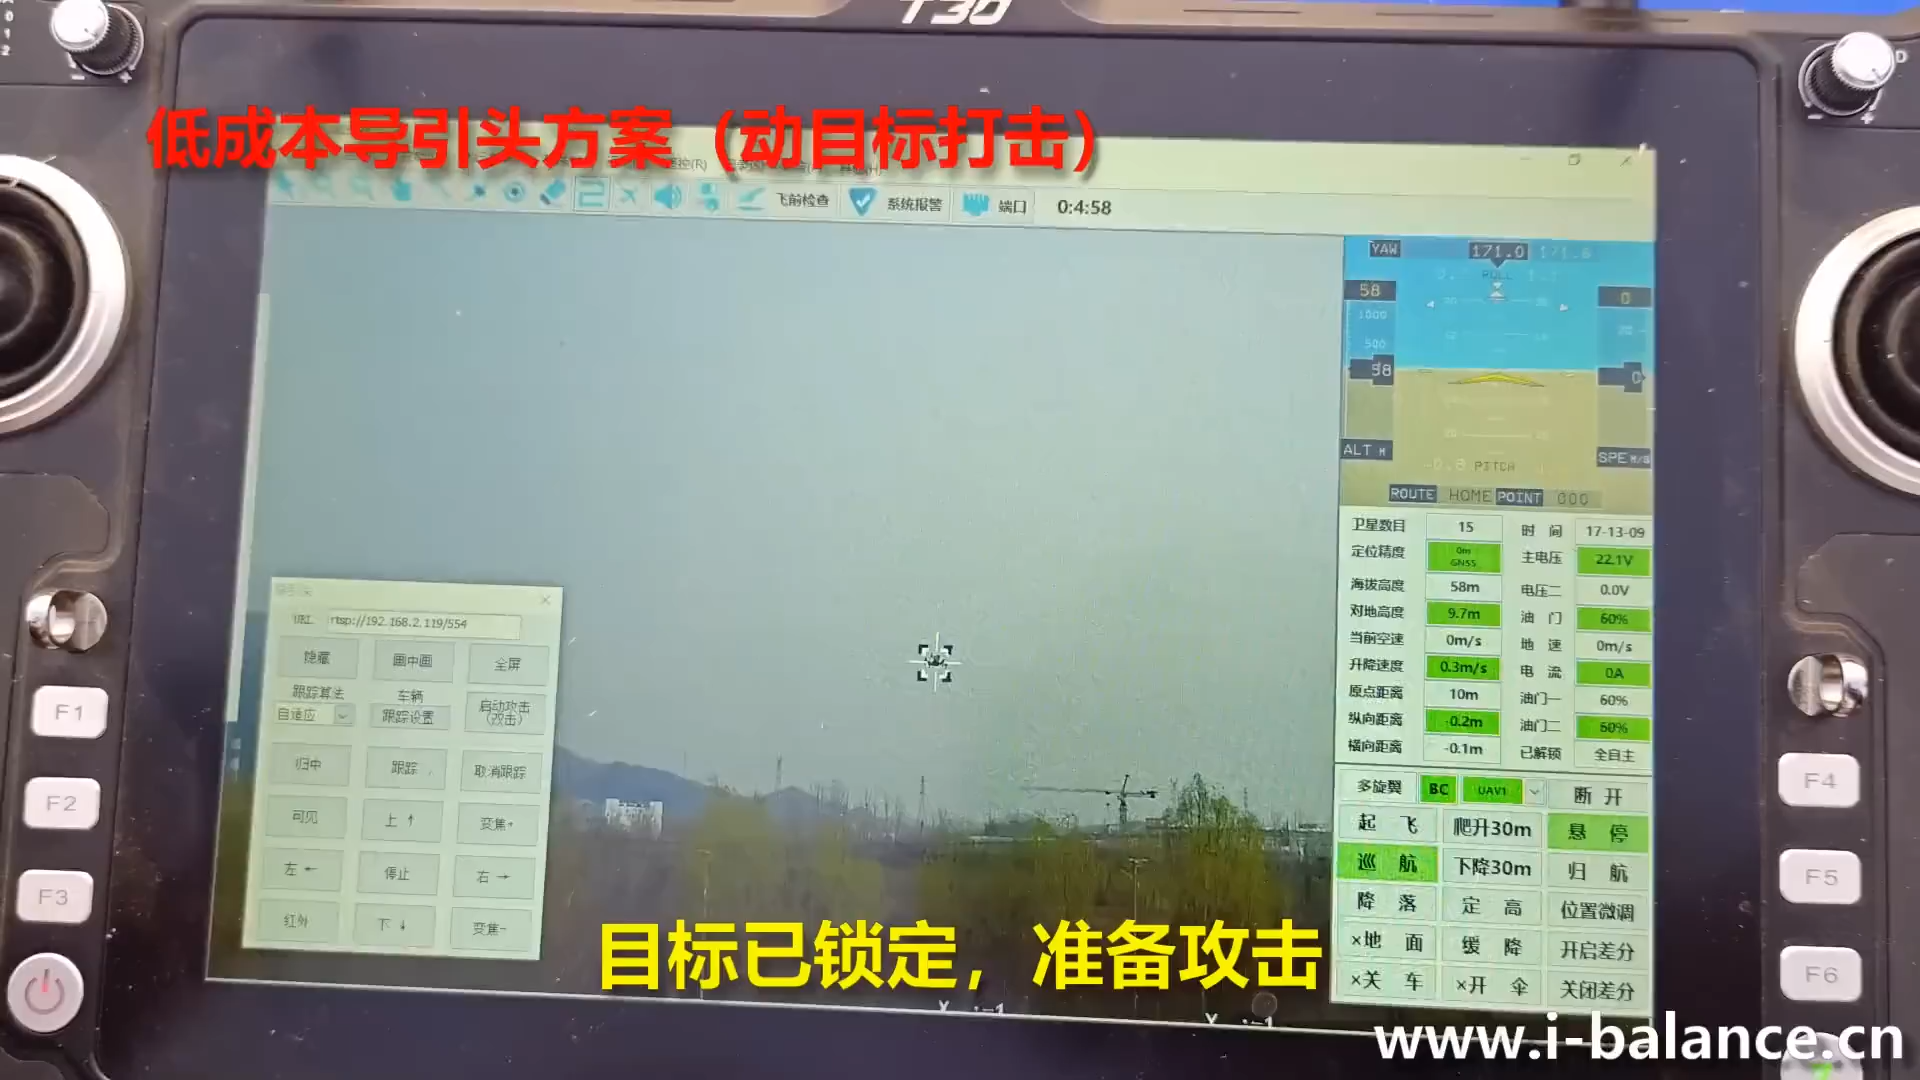 T30
低成本导引头方案（动目标打击）
飞前检查 系统报警 端口 0:4:58
YAW 171.0
58
0
1000
500
58
0
ALT M
SPE M/S
PITCH
ROUTE HOME POINT 000
卫星数目 15 时 间 17-13-09
定位精度 0m GNSS 主电压 22.1V
海拔高度 58m 电压二 0.0V
对地高度 9.7m 油 门 60%
当前空速 0m/s 地 速 0m/s
升降速度 0.3m/s 电 流 0A
原点距离 10m 油门一 60%
纵向距离 -0.2m 油门二 60%
横向距离 -0.1m 已解锁 全自主
多旋翼 BC UAV1 断 开
起 飞 爬升30m 悬 停
巡 航 下降30m 归 航
降 落 定 高 位置微调
×地 面 缓 降 开启差分
×关 车 ×开 伞 关闭差分
rtsp://192.168.2.119/554
隐藏 画中画 全屏
跟踪算法 车辆 启动攻击
自适应 跟踪设置 (双击)
归中 跟踪 取消跟踪
可见 上 ↑ 变焦+
左 ← 停止 右 →
红外 下 ↓ 变焦-
目标已锁定，准备攻击
F1
F2
F3
F4
F5
F6
www.i-balance.cn